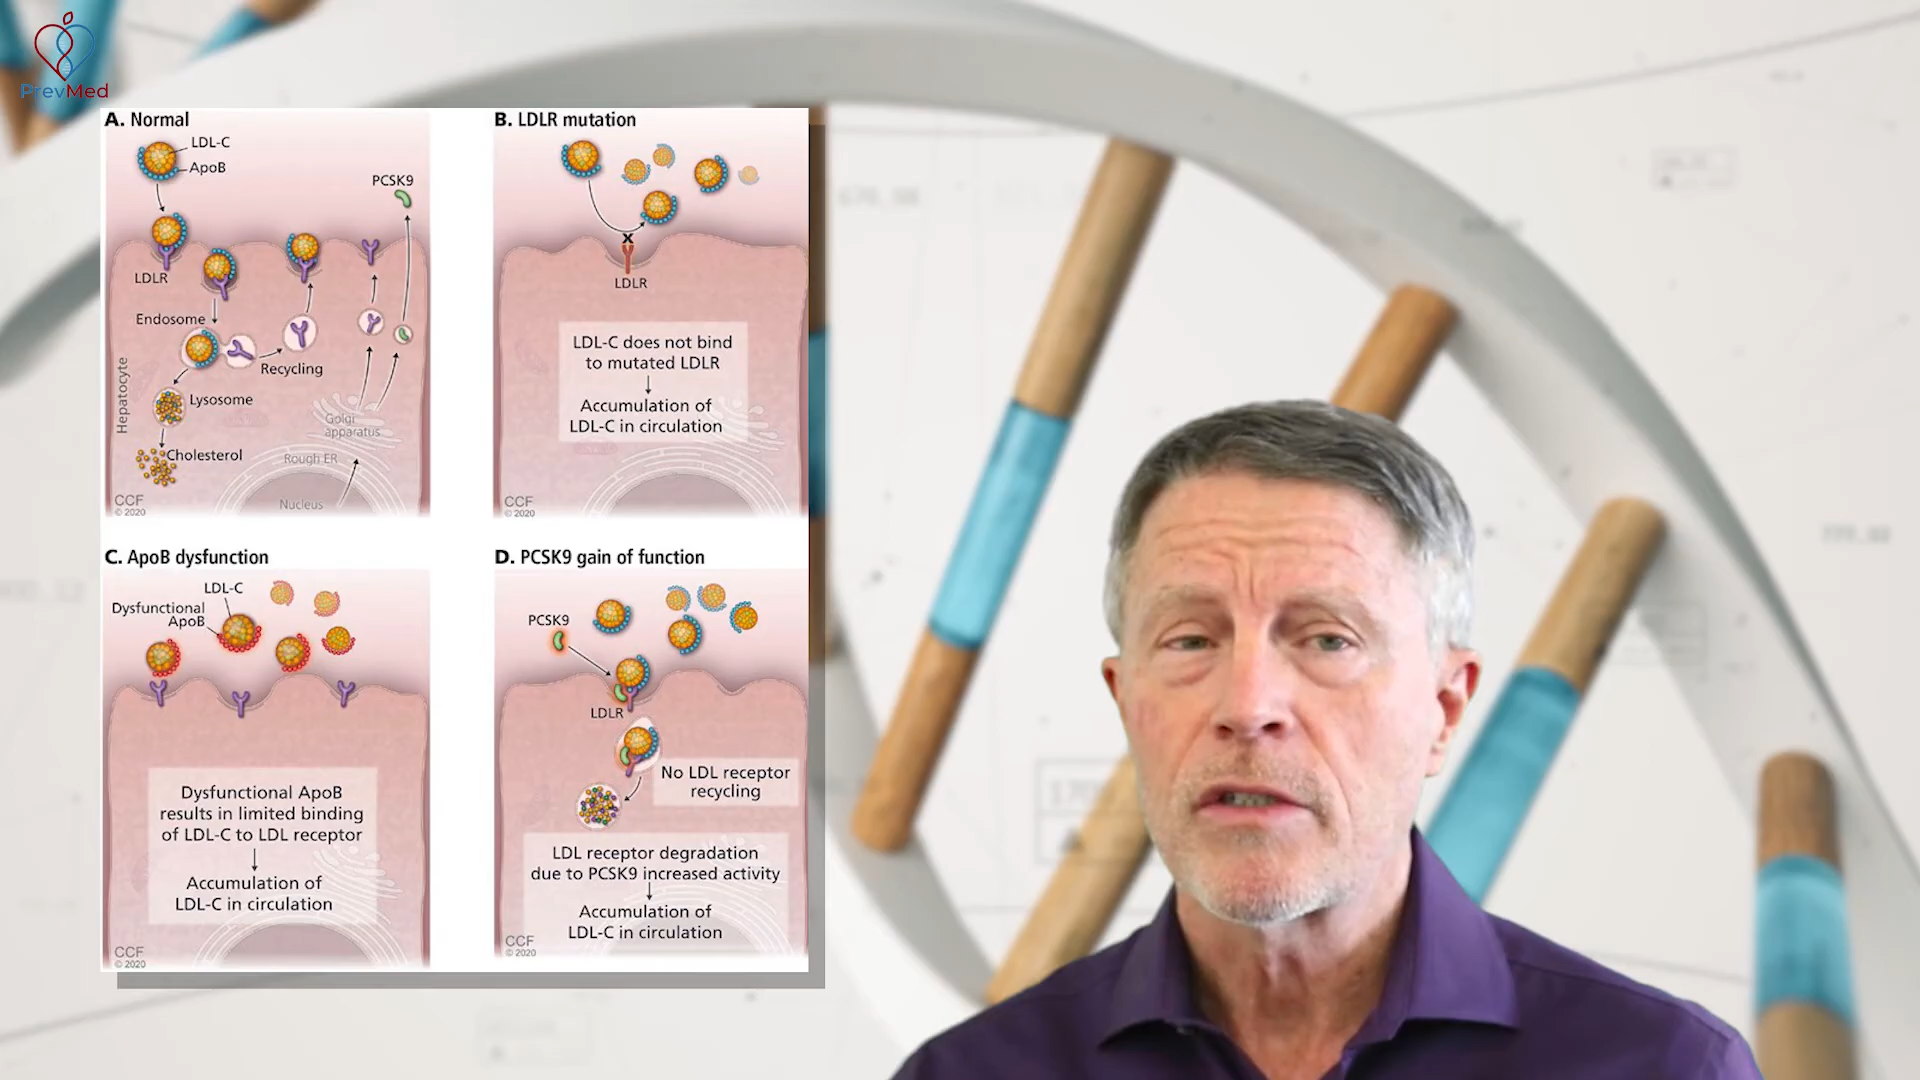 PrevMed
A. Normal
LDL-C
ApoB
PCSK9
LDLR
Endosome
Recycling
Hepatocyte
Lysosome
Golgi
apparatus
Cholesterol
Rough ER
Nucleus
CCF
© 2020
B. LDLR mutation
X
LDLR
LDL-C does not bind
to mutated LDLR
Accumulation of
LDL-C in circulation
CCF
© 2020
C. ApoB dysfunction
LDL-C
Dysfunctional
ApoB
Dysfunctional ApoB
results in limited binding
of LDL-C to LDL receptor
Accumulation of
LDL-C in circulation
CCF
© 2020
D. PCSK9 gain of function
PCSK9
LDLR
No LDL receptor
recycling
LDL receptor degradation
due to PCSK9 increased activity
Accumulation of
LDL-C in circulation
CCF
© 2020